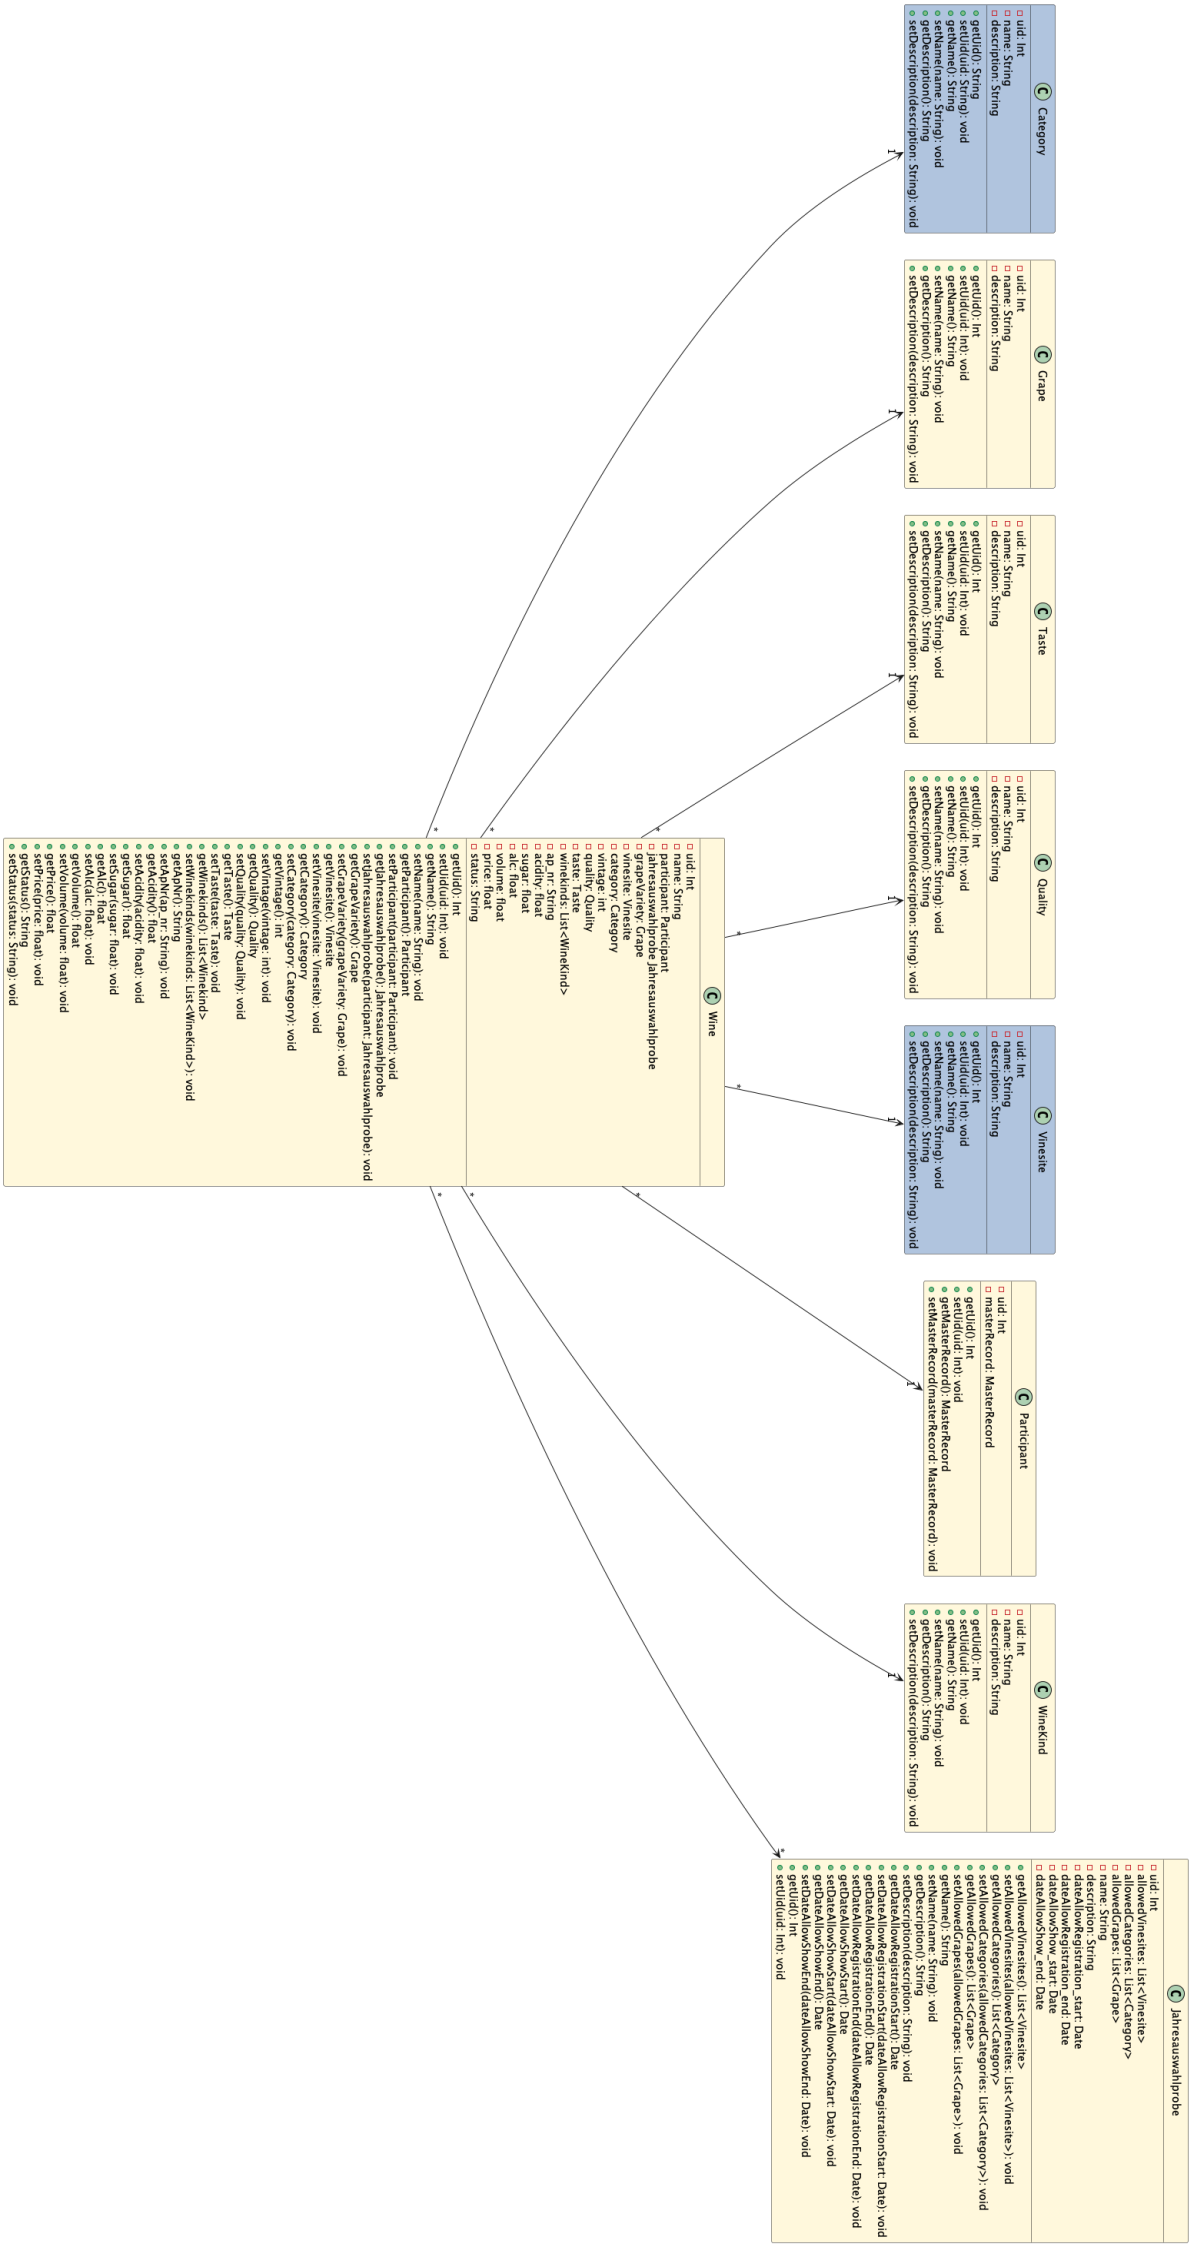 C Category
uid: Int
name: String
description: String
getUid(): String
setUid(uid: String): void
getName(): String
setName(name: String): void
getDescription(): String
setDescription(description: String): void
C Grape
uid: Int
name: String
description: String
getUid(): Int
setUid(uid: Int): void
getName(): String
setName(name: String): void
getDescription(): String
setDescription(description: String): void
C Taste
uid: Int
name: String
description: String
getUid(): Int
setUid(uid: Int): void
getName(): String
setName(name: String): void
getDescription(): String
setDescription(description: String): void
C Quality
uid: Int
name: String
description: String
getUid(): Int
setUid(uid: Int): void
getName(): String
setName(name: String): void
getDescription(): String
setDescription(description: String): void
C Vinesite
uid: Int
name: String
description: String
getUid(): Int
setUid(uid: Int): void
getName(): String
setName(name: String): void
getDescription(): String
setDescription(description: String): void
C Participant
uid: Int
masterRecord: MasterRecord
getUid(): Int
setUid(uid: Int): void
getMasterRecord(): MasterRecord
setMasterRecord(masterRecord: MasterRecord): void
C WineKind
uid: Int
name: String
description: String
getUid(): Int
setUid(uid: Int): void
getName(): String
setName(name: String): void
getDescription(): String
setDescription(description: String): void
C Jahresauswahlprobe
uid: Int
allowedVinesites: List<Vinesite>
allowedCategories: List<Category>
allowedGrapes: List<Grape>
name: String
description: String
dateAllowRegistration_start: Date
dateAllowRegistration_end: Date
dateAllowShow_start: Date
dateAllowShow_end: Date
getAllowedVinesites(): List<Vinesite>
setAllowedVinesites(allowedVinesites: List<Vinesite>): void
getAllowedCategories(): List<Category>
setAllowedCategories(allowedCategories: List<Category>): void
getAllowedGrapes(): List<Grape>
setAllowedGrapes(allowedGrapes: List<Grape>): void
getName(): String
setName(name: String): void
getDescription(): String
setDescription(description: String): void
getDateAllowRegistrationStart(): Date
setDateAllowRegistrationStart(dateAllowRegistrationStart: Date): void
getDateAllowRegistrationEnd(): Date
setDateAllowRegistrationEnd(dateAllowRegistrationEnd: Date): void
getDateAllowShowStart(): Date
setDateAllowShowStart(dateAllowShowStart: Date): void
getDateAllowShowEnd(): Date
setDateAllowShowEnd(dateAllowShowEnd: Date): void
getUid(): Int
setUid(uid: Int): void
1
1
1
1
1
1
1
*
*
*
*
*
*
*
*
*
C Wine
uid: Int
name: String
participant: Participant
jahresauswahlprobe Jahresauswahlprobe
grapeVariety: Grape
vinesite: Vinesite
category: Category
vintage: int
quality: Quality
taste: Taste
winekinds: List<WineKind>
ap_nr: String
acidity: float
sugar: float
alc: float
volume: float
price: float
status: String
getUid(): Int
setUid(uid: Int): void
getName(): String
setName(name: String): void
getParticipant(): Participant
setParticipant(participant: Participant): void
getJahresauswahlprobe(): Jahresauswahlprobe
setJahresauswahlprobe(participant: Jahresauswahlprobe): void
getGrapeVariety(): Grape
setGrapeVariety(grapeVariety: Grape): void
getVinesite(): Vinesite
setVinesite(vinesite: Vinesite): void
getCategory(): Category
setCategory(category: Category): void
getVintage(): int
setVintage(vintage: int): void
getQuality(): Quality
setQuality(quality: Quality): void
getTaste(): Taste
setTaste(taste: Taste): void
getWinekinds(): List<Winekind>
setWinekinds(winekinds: List<WineKind>): void
getApNr(): String
setApNr(ap_nr: String): void
getAcidity(): float
setAcidity(acidity: float): void
getSugar(): float
setSugar(sugar: float): void
getAlc(): float
setAlc(alc: float): void
getVolume(): float
setVolume(volume: float): void
getPrice(): float
setPrice(price: float): void
getStatus(): String
setStatus(status: String): void